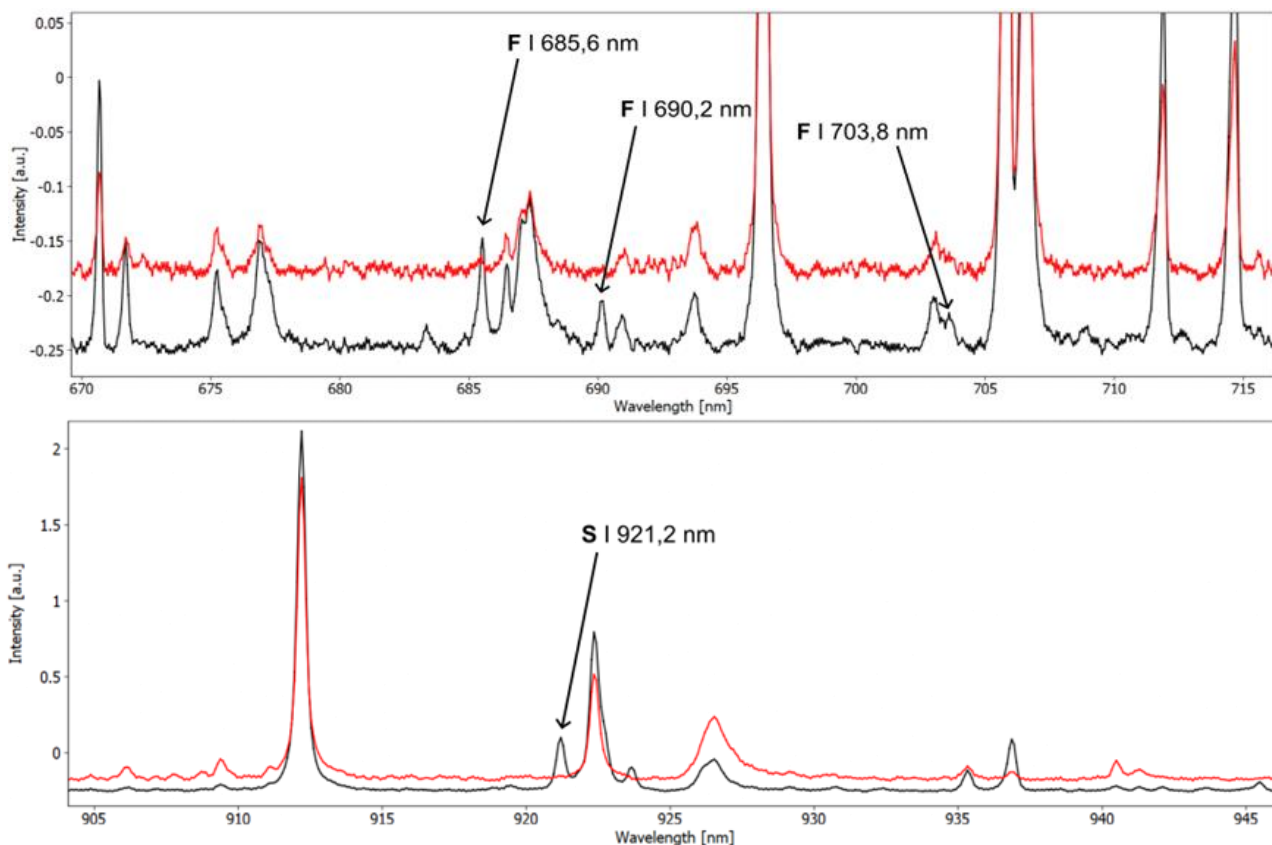 0.05
F I 685,6 nm
0
F I 690,2 nm
F I 703,8 nm
-0.05
-0.1
-0.15
-0.2
-0.25
Intensity [a.u.]
670 675 680 685 690 695 700 705 710 715
Wavelength [nm]
2
S I 921,2 nm
1.5
1
0.5
0
Intensity [a.u.]
905 910 915 920 925 930 935 940 945
Wavelength [nm]